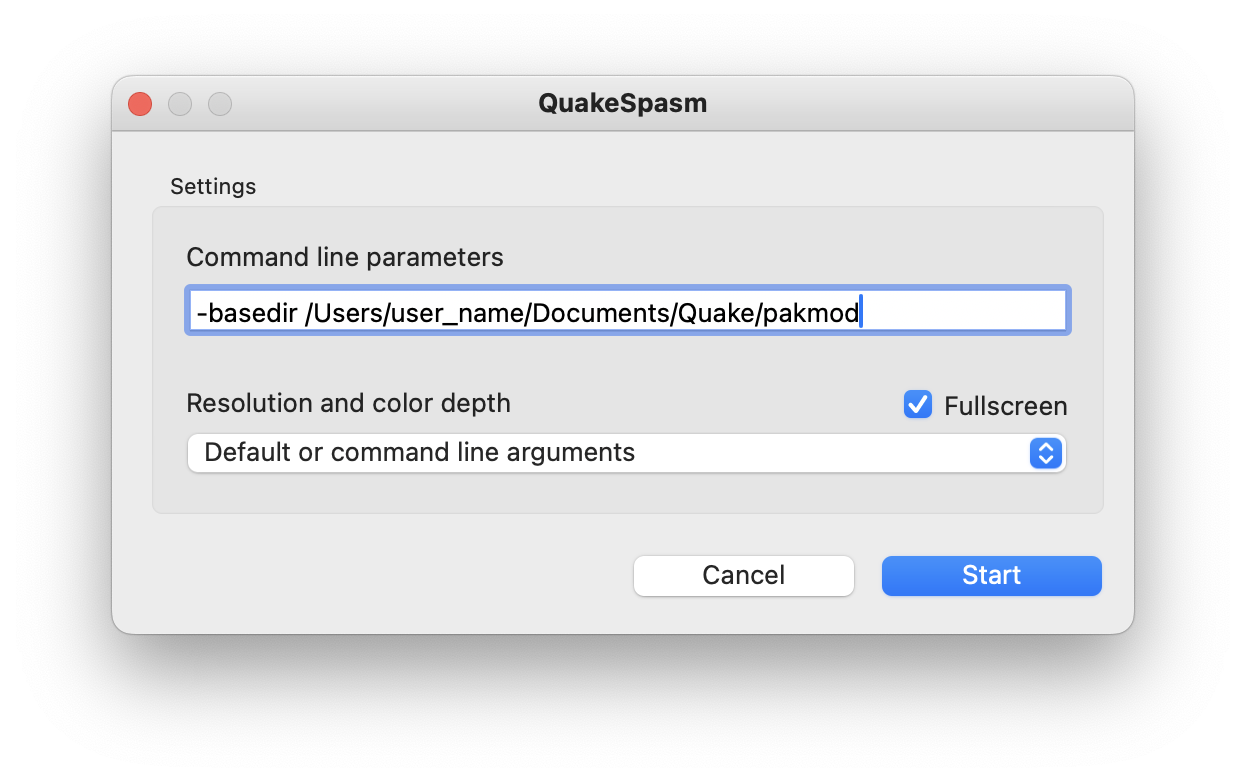 QuakeSpasm
Settings
Command line parameters
-basedir /Users/user_name/Documents/Quake/pakmod
Resolution and color depth
Fullscreen
Default or command line arguments
Cancel
Start